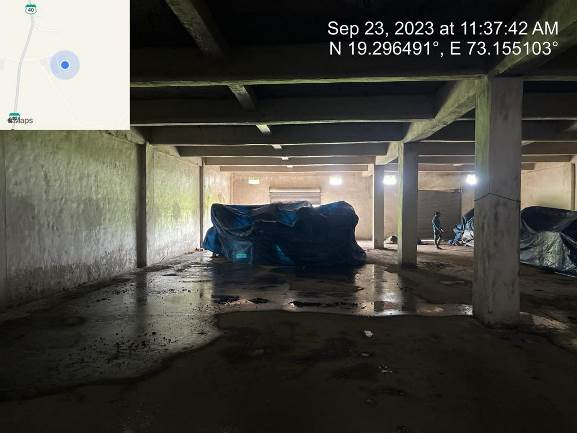 40
Sep 23, 2023 at 11:37:42 AM
N 19.296491°, E 73.155103°
Maps